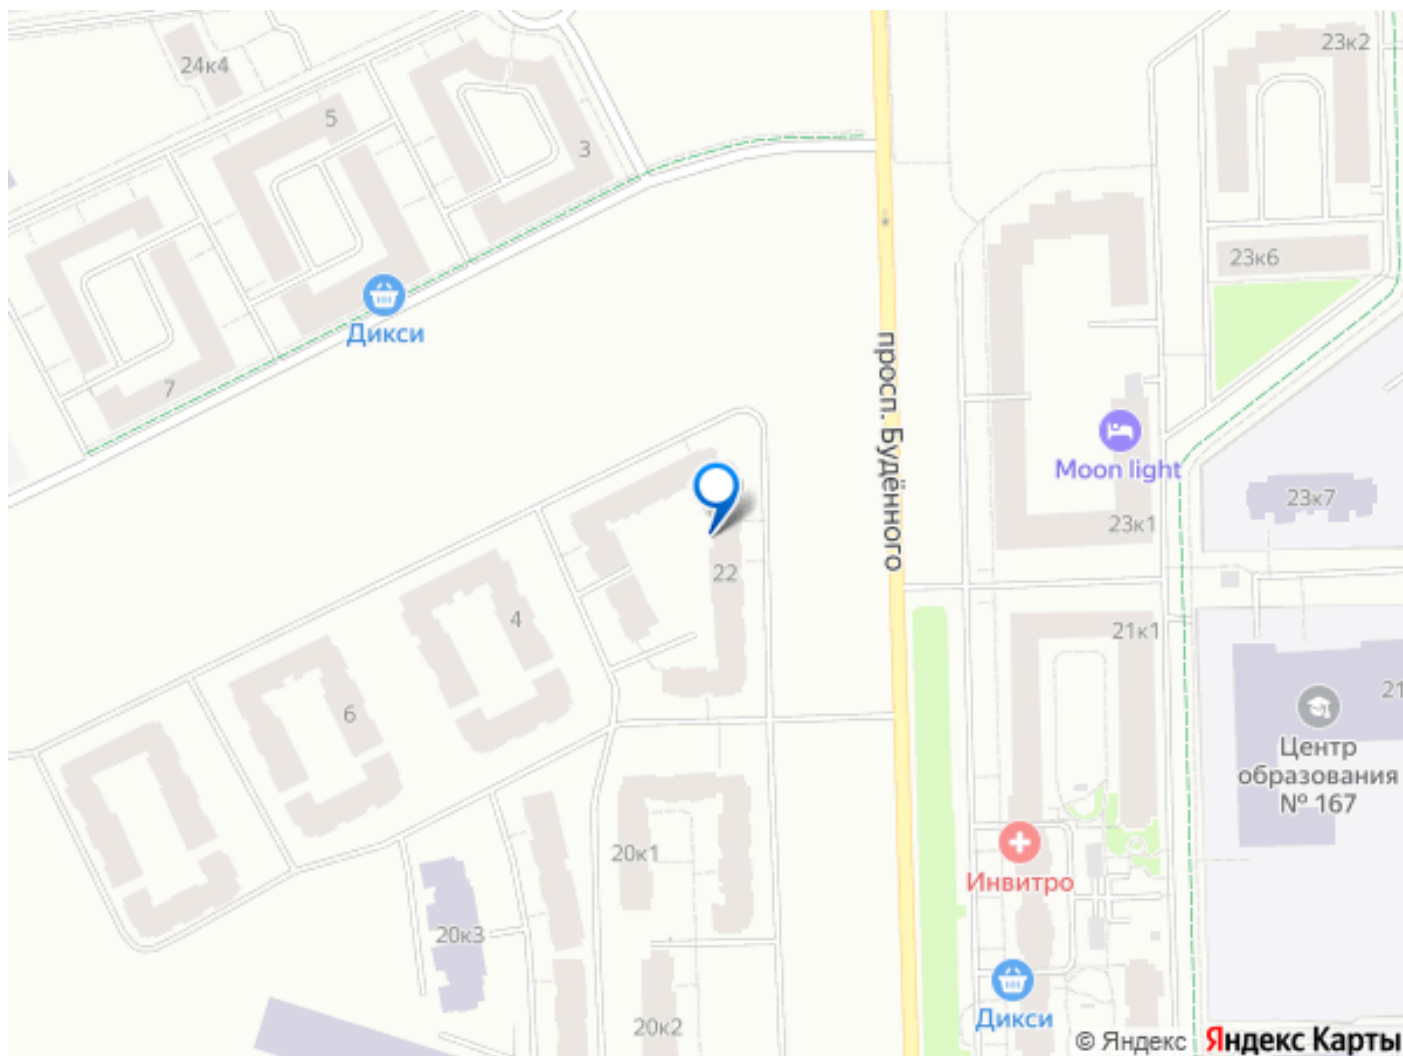 23к2
24к4
5
3
23к6
Дикси
7
просп. Будённого
Moon light
23к7
23к1
22
4
21к1
6
21
Центр
образования
№ 167
20к1
Инвитро
20к3
Дикси
20к2
© Яндекс Яндекс Карты